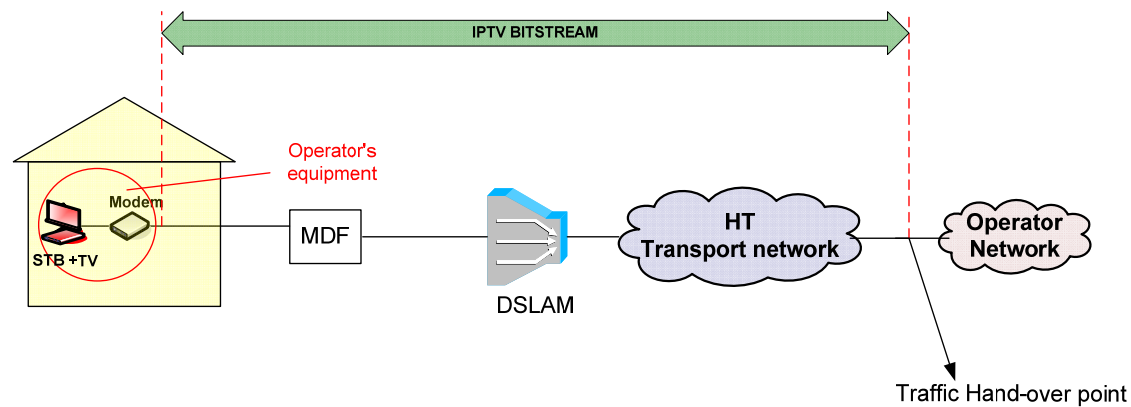 IPTV BITSTREAM
Operator's
equipment
Modem
STB +TV
MDF
DSLAM
HT
Transport network
Operator
Network
Traffic Hand-over point